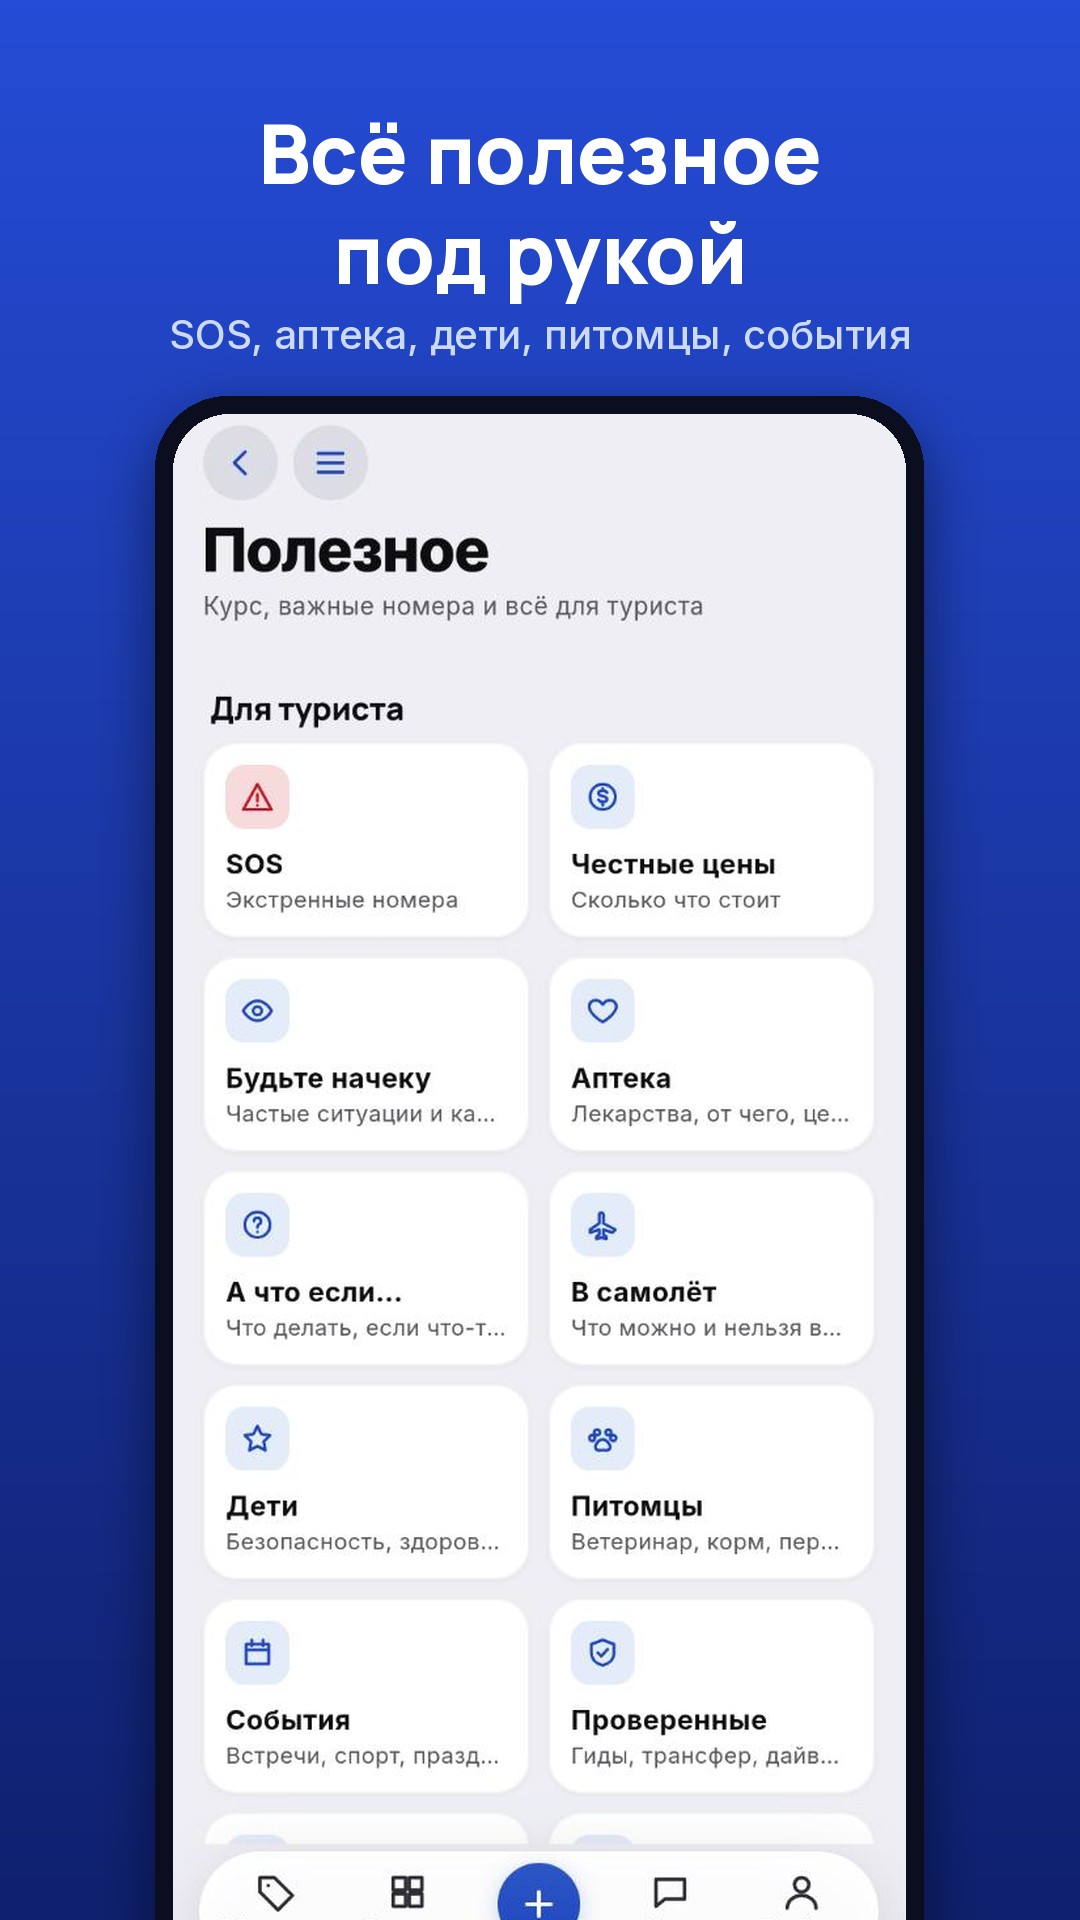 Всё полезное
под рукой
SOS, аптека, дети, питомцы, события
Полезное
Курс, важные номера и всё для туриста
Для туриста
SOS
Экстренные номера
Честные цены
Сколько что стоит
Будьте начеку
Частые ситуации и ка...
Аптека
Лекарства, от чего, це...
А что если...
Что делать, если что-т...
В самолёт
Что можно и нельзя в...
Дети
Безопасность, здоров...
Питомцы
Ветеринар, корм, пер...
События
Встречи, спорт, празд...
Проверенные
Гиды, трансфер, дайв...